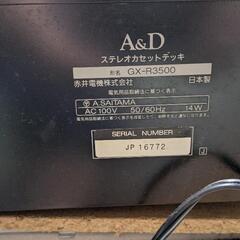 A&D
ステレオカセットデッキ
形名 GX-R3500
赤井電機株式会社 日本製
電気用品取締法に基づく表示
A.SAITAMA
AC100V 50/60Hz 14W
SERIAL NUMBER
JP 16772
J